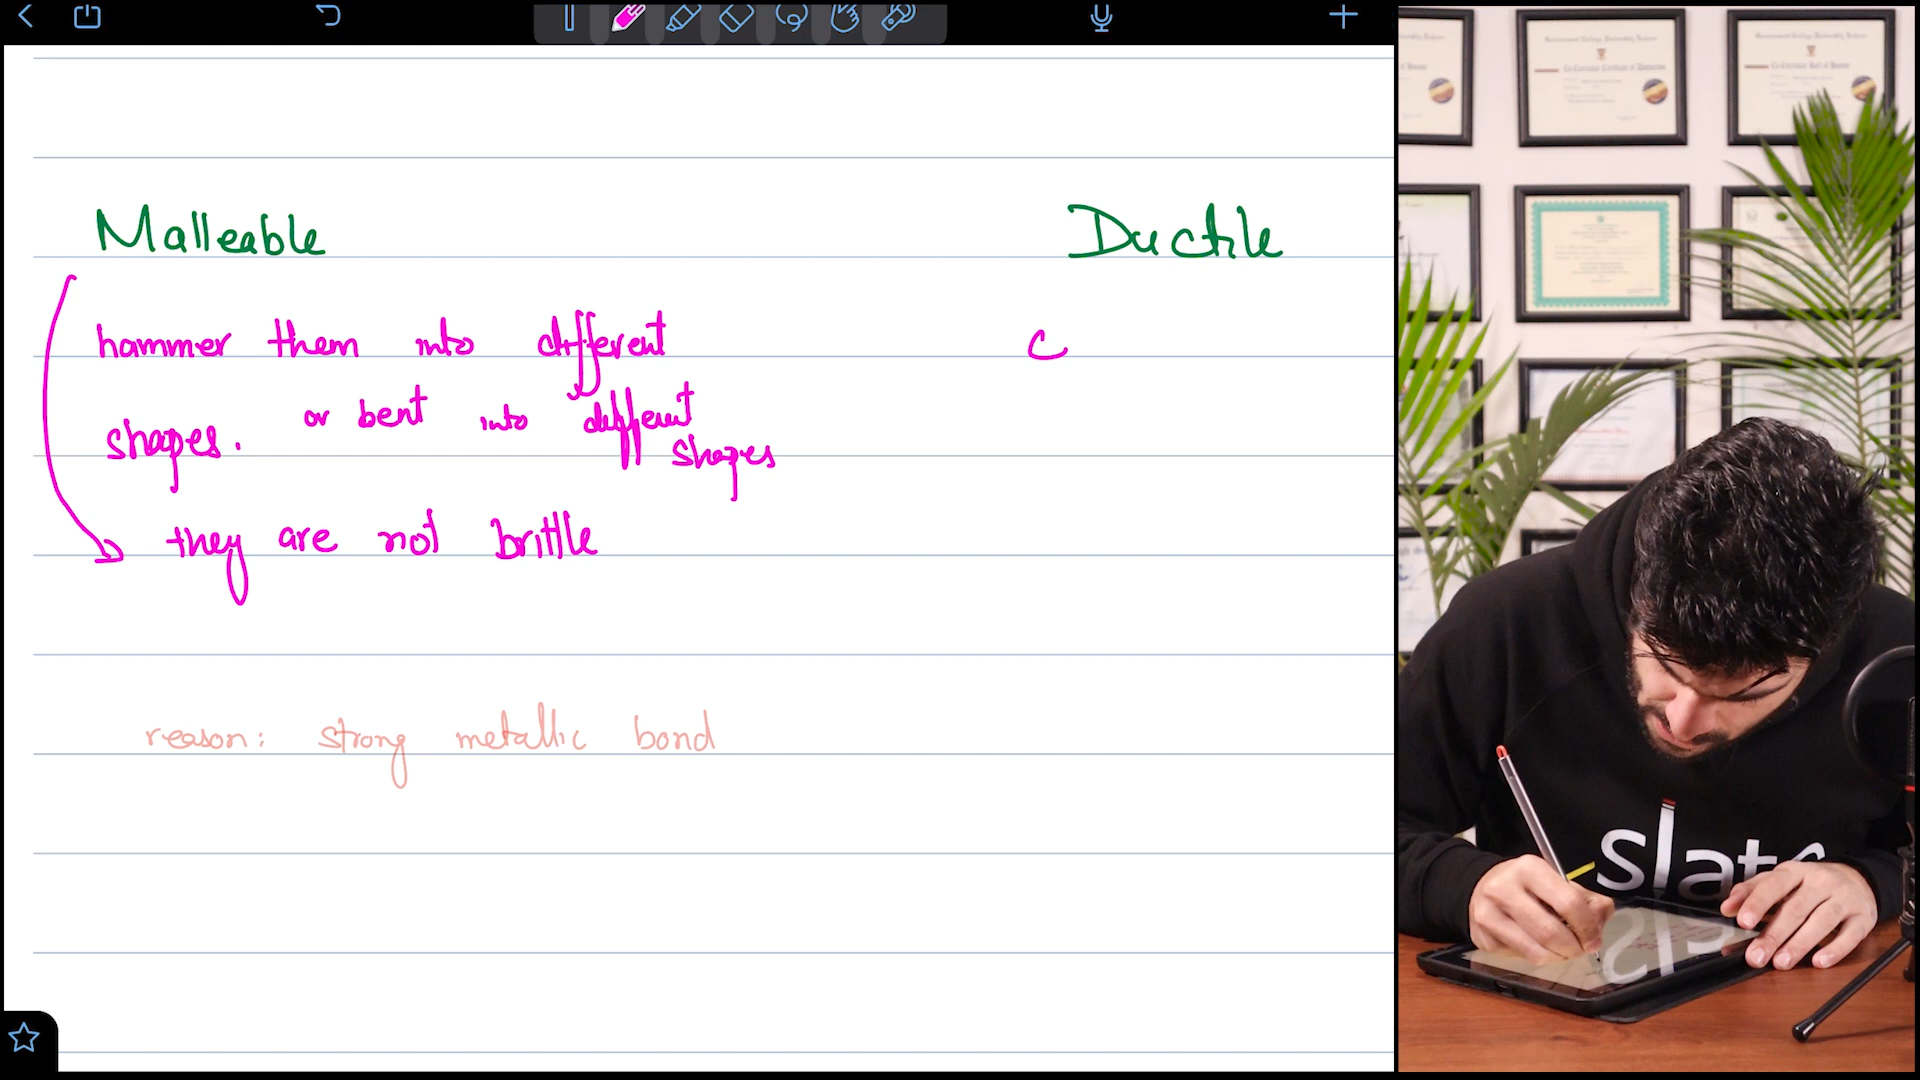 Malleable
Ductile
hammer them into different
C
shapes. or bent into different
shapes
they are not brittle
reason: strong metallic bond
slate